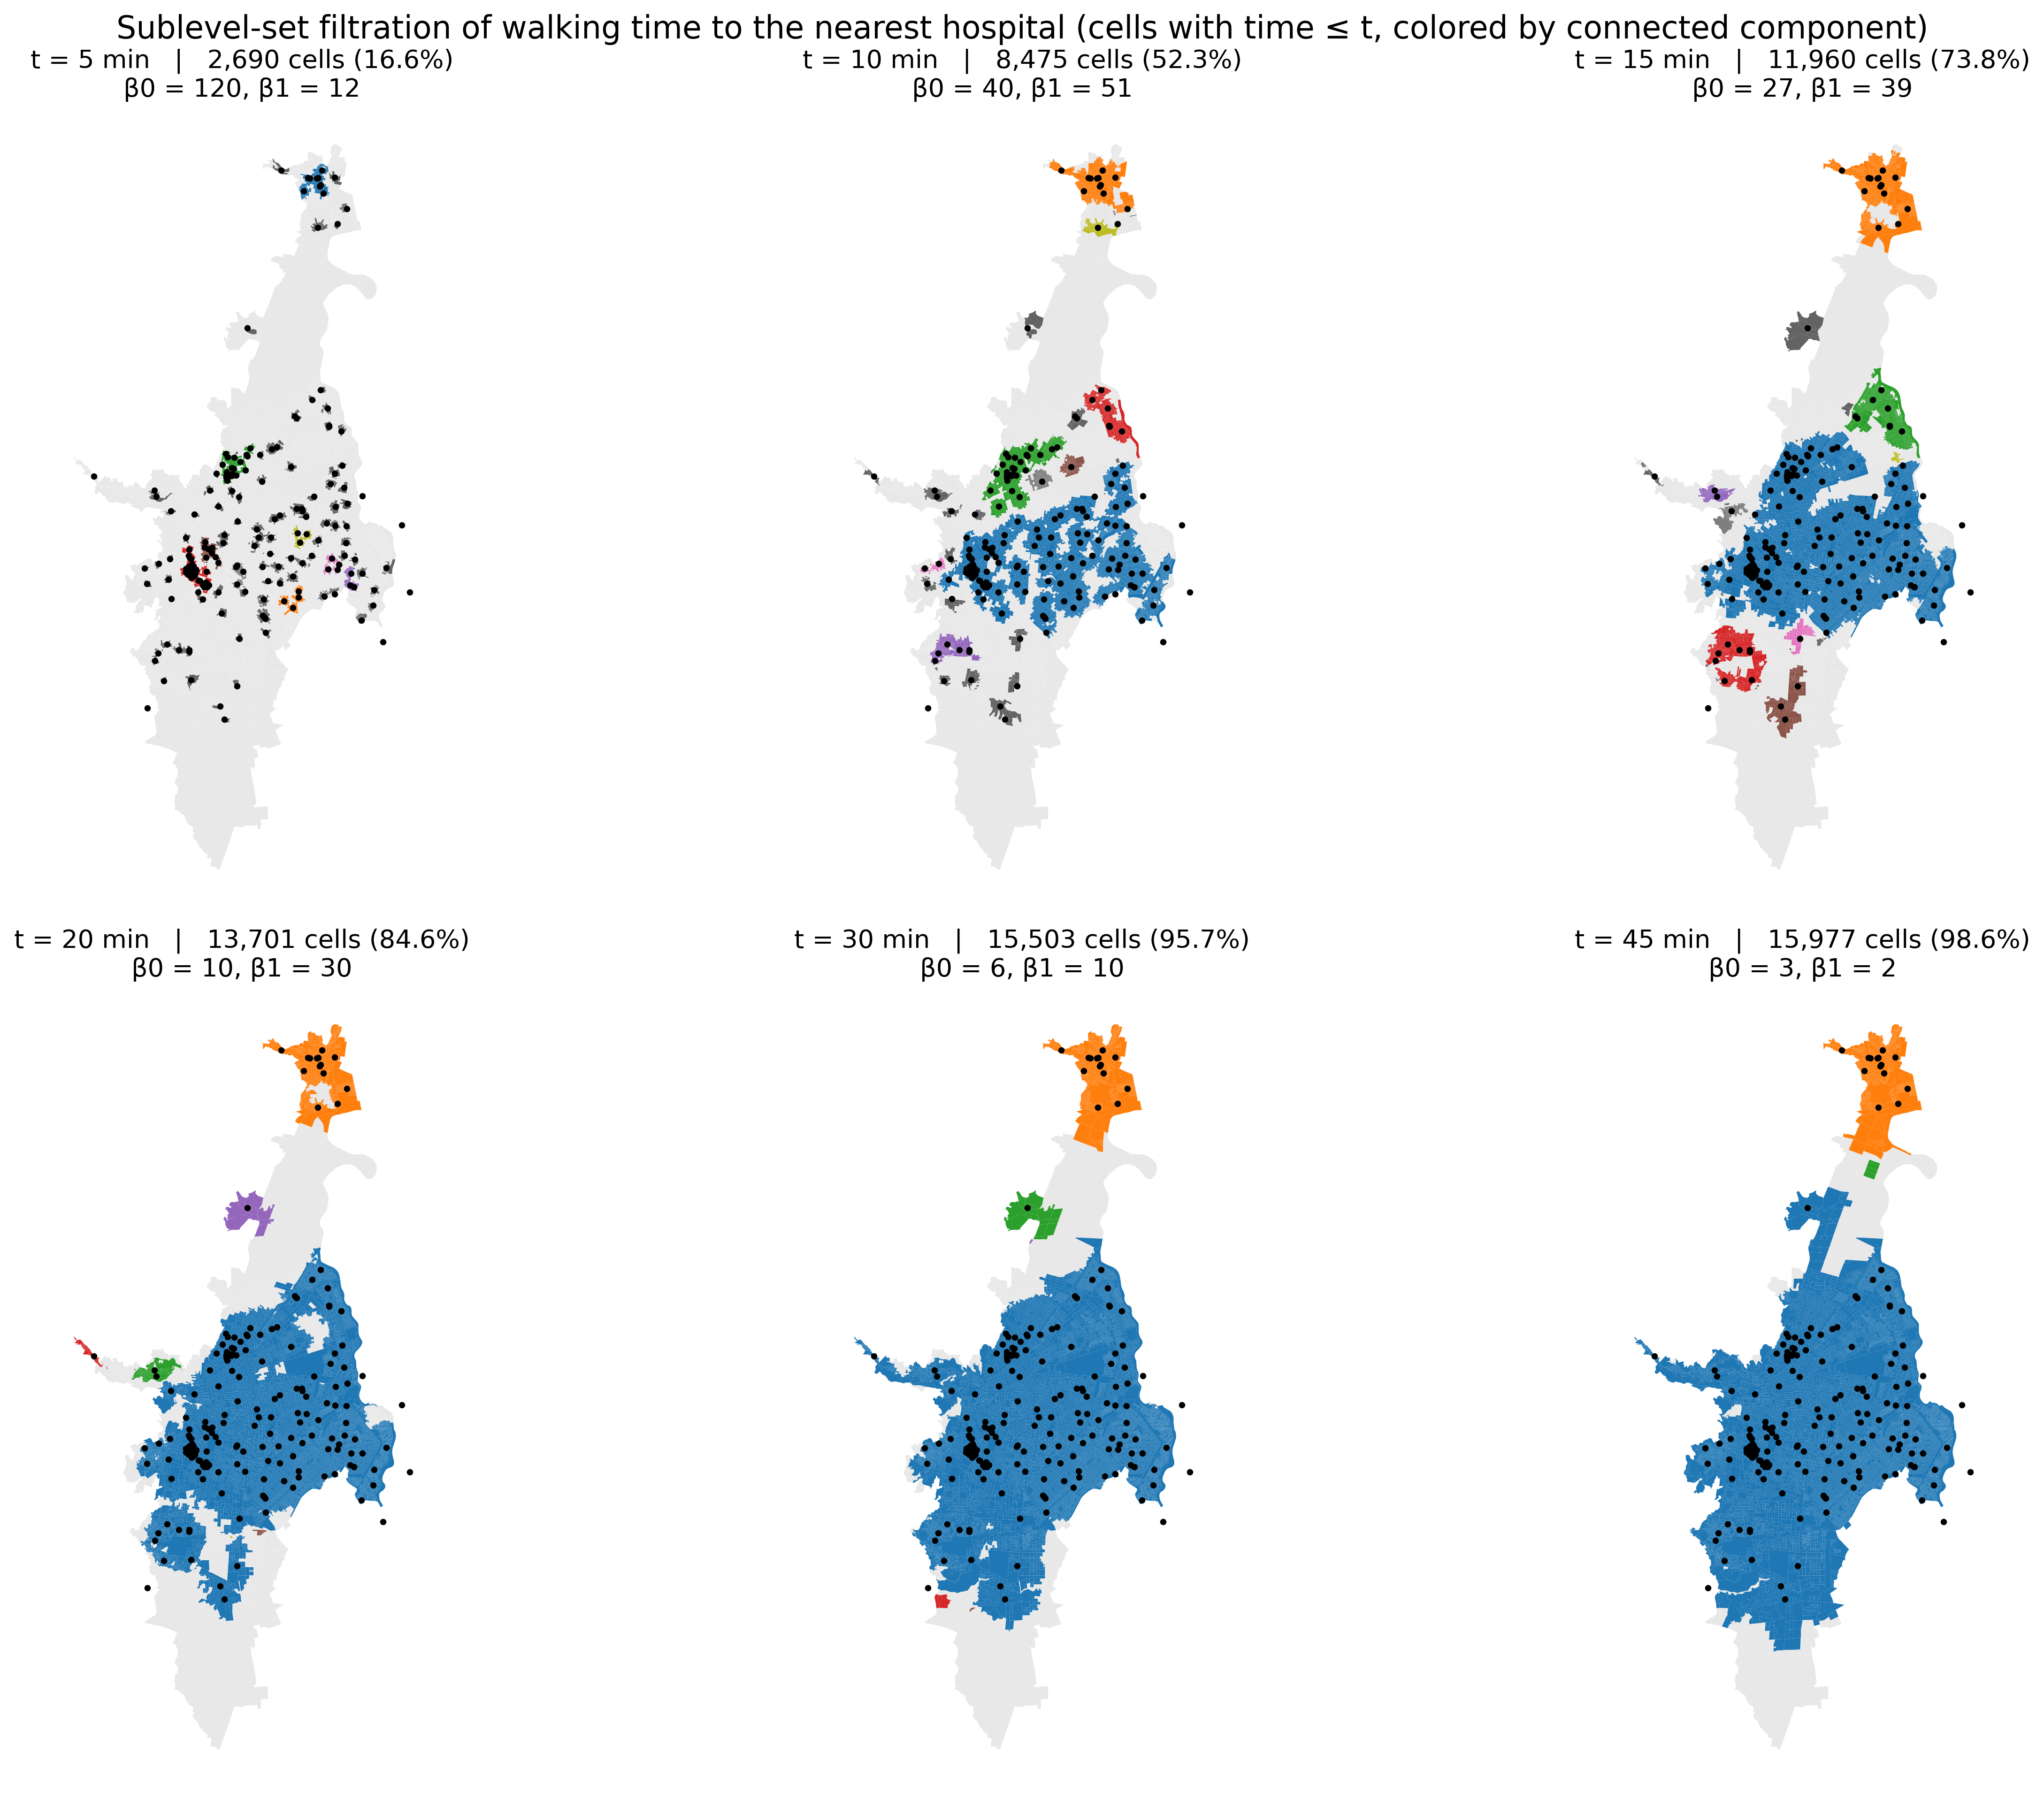 Sublevel-set filtration of walking time to the nearest hospital (cells with time ≤ t, colored by connected component)
t = 5 min | 2,690 cells (16.6%)
β0 = 120, β1 = 12
t = 10 min | 8,475 cells (52.3%)
β0 = 40, β1 = 51
t = 15 min | 11,960 cells (73.8%)
β0 = 27, β1 = 39
t = 20 min | 13,701 cells (84.6%)
β0 = 10, β1 = 30
t = 30 min | 15,503 cells (95.7%)
β0 = 6, β1 = 10
t = 45 min | 15,977 cells (98.6%)
β0 = 3, β1 = 2